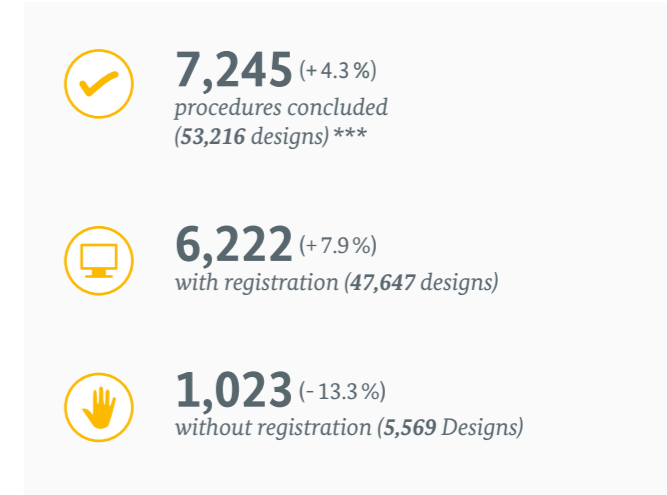 7,245 (+ 4.3 %)
procedures concluded
(53,216 designs) ***
6,222 (+ 7.9 %)
with registration (47,647 designs)
1,023 (- 13.3 %)
without registration (5,569 Designs)